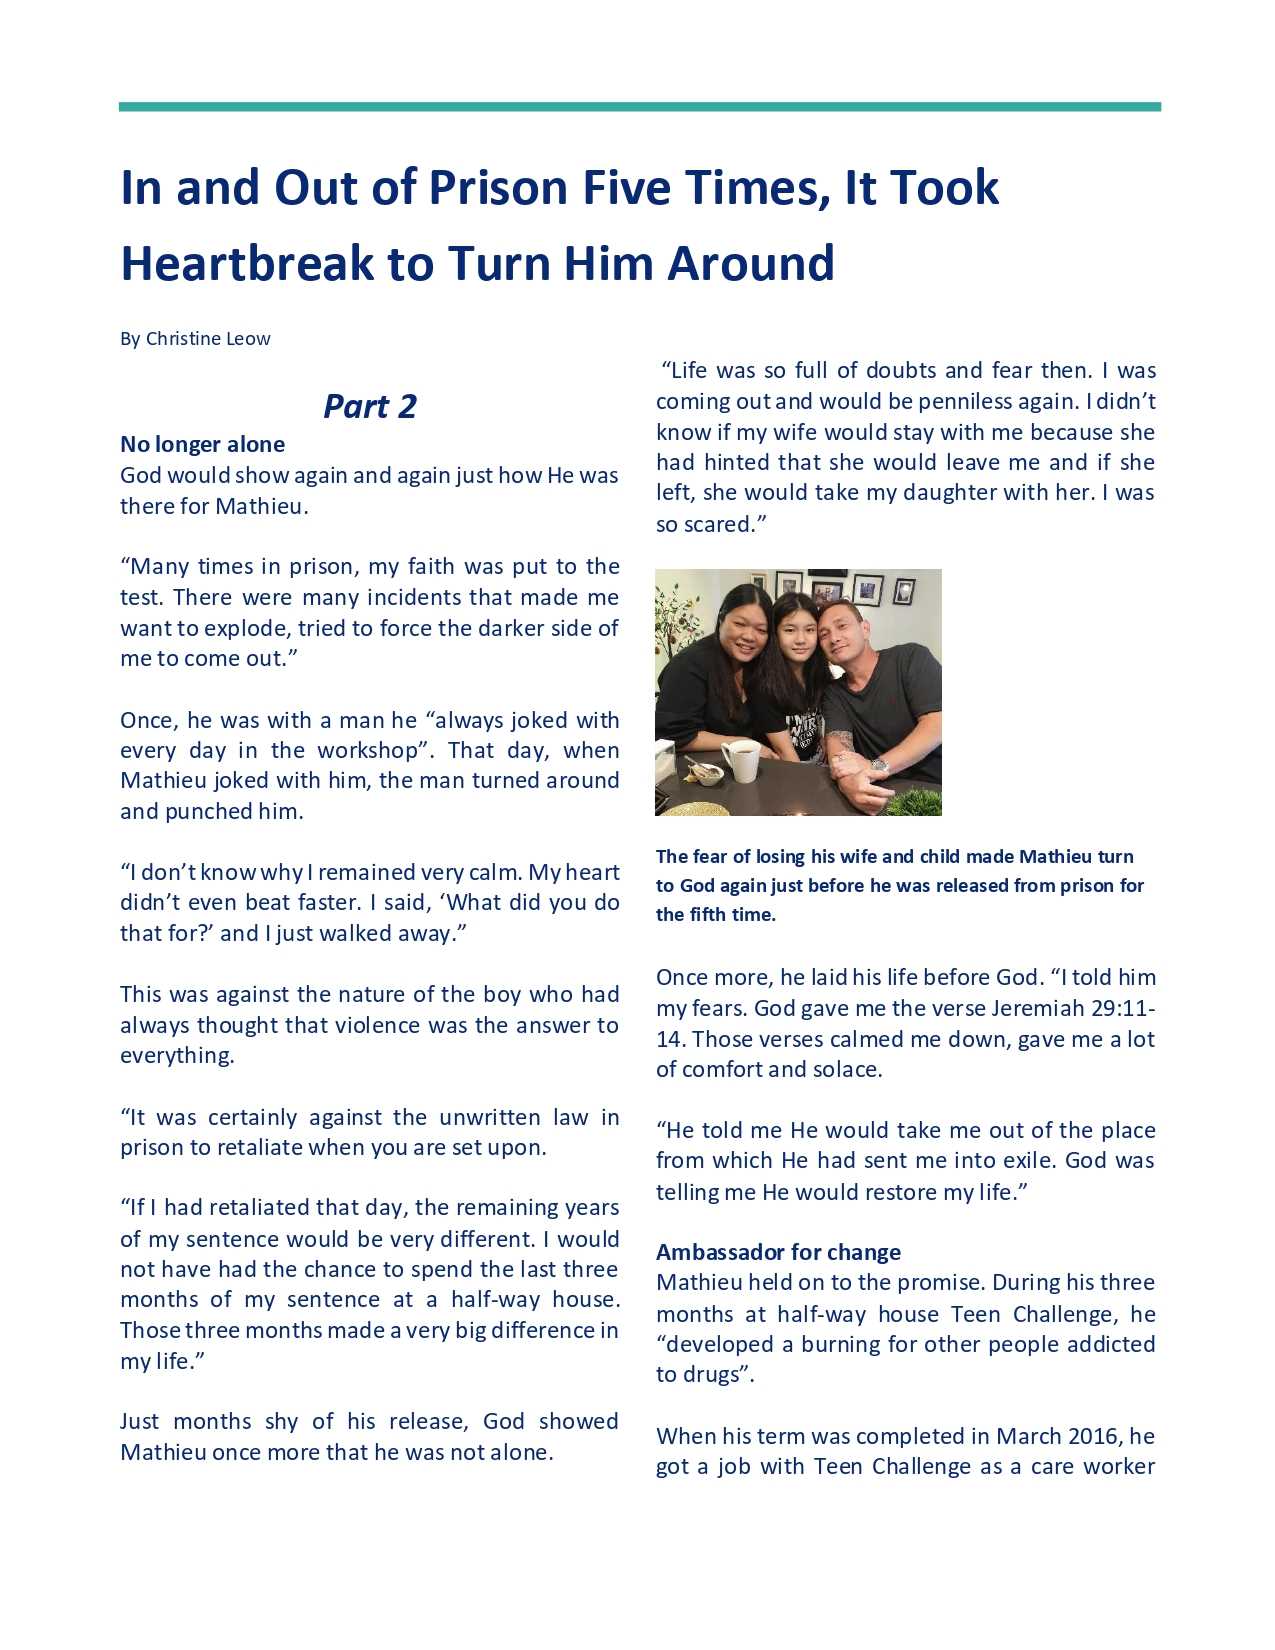 In and Out of Prison Five Times, It Took
Heartbreak to Turn Him Around
By Christine Leow
Part 2
No longer alone
God would show again and again just how He was
there for Mathieu.
“Many times in prison, my faith was put to the
test. There were many incidents that made me
want to explode, tried to force the darker side of
me to come out.”
Once, he was with a man he “always joked with
every day in the workshop”. That day, when
Mathieu joked with him, the man turned around
and punched him.
“I don’t know why I remained very calm. My heart
didn’t even beat faster. I said, ‘What did you do
that for?’ and I just walked away.”
This was against the nature of the boy who had
always thought that violence was the answer to
everything.
“It was certainly against the unwritten law in
prison to retaliate when you are set upon.
“If I had retaliated that day, the remaining years
of my sentence would be very different. I would
not have had the chance to spend the last three
months of my sentence at a half-way house.
Those three months made a very big difference in
my life.”
Just months shy of his release, God showed
Mathieu once more that he was not alone.
“Life was so full of doubts and fear then. I was
coming out and would be penniless again. I didn’t
know if my wife would stay with me because she
had hinted that she would leave me and if she
left, she would take my daughter with her. I was
so scared.”
The fear of losing his wife and child made Mathieu turn
to God again just before he was released from prison for
the fifth time.
Once more, he laid his life before God. “I told him
my fears. God gave me the verse Jeremiah 29:11-
14. Those verses calmed me down, gave me a lot
of comfort and solace.
“He told me He would take me out of the place
from which He had sent me into exile. God was
telling me He would restore my life.”
Ambassador for change
Mathieu held on to the promise. During his three
months at half-way house Teen Challenge, he
“developed a burning for other people addicted
to drugs”.
When his term was completed in March 2016, he
got a job with Teen Challenge as a care worker